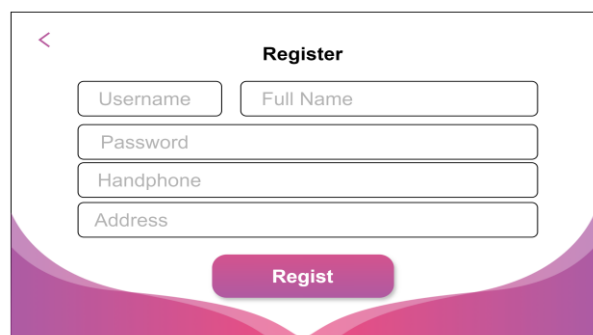 Register
Username Full Name
Password
Handphone
Address
Regist